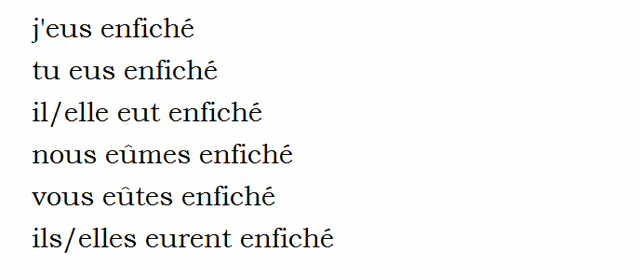 j'eus enfiché
tu eus enfiché
il/elle eut enfiché
nous eûmes enfiché
vous eûtes enfiché
ils/elles eurent enfiché